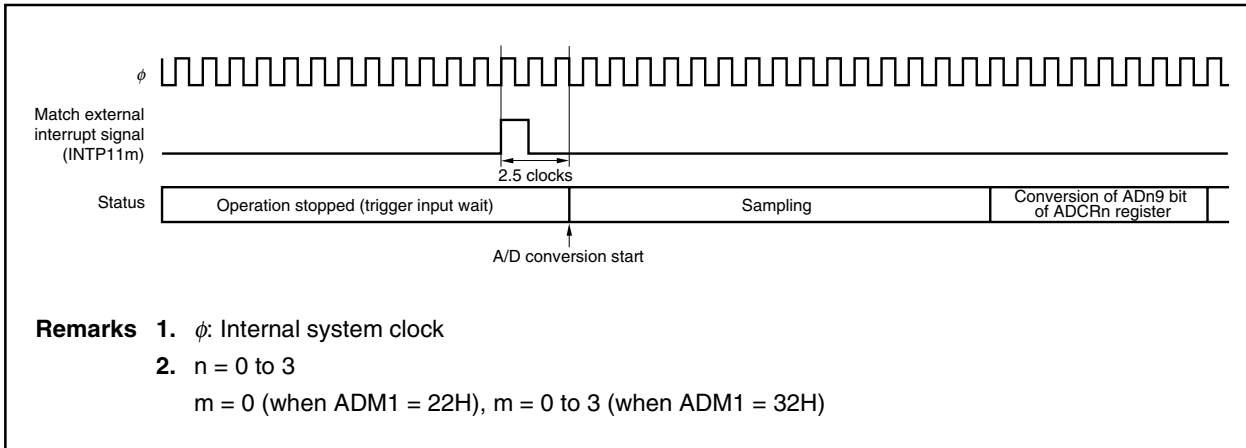 φ
Match external
interrupt signal
(INTP11m)
2.5 clocks
Status
Operation stopped (trigger input wait)
Sampling
Conversion of ADn9 bit
of ADCRn register
A/D conversion start
Remarks 1. φ: Internal system clock
2. n = 0 to 3
m = 0 (when ADM1 = 22H), m = 0 to 3 (when ADM1 = 32H)